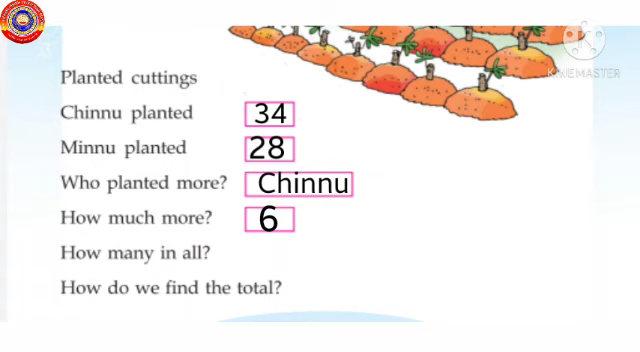 KINEMASTER
Planted cuttings
Chinnu planted 34
Minnu planted 28
Who planted more? Chinnu
How much more? 6
How many in all?
How do we find the total?